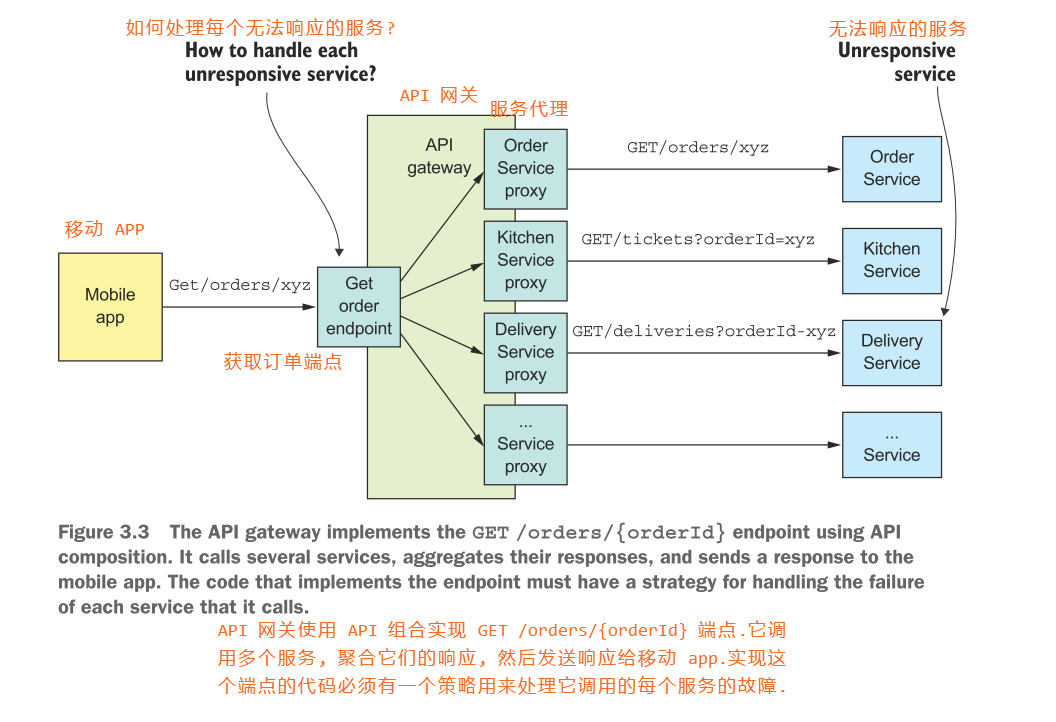 如何处理每个无法响应的服务?
How to handle each
unresponsive service?
无法响应的服务
Unresponsive
service
API 网关
服务代理
API
gateway
Order
Service
proxy
GET/orders/xyz
Order
Service
移动 APP
Kitchen
Service
proxy
GET/tickets?orderId=xyz
Kitchen
Service
Mobile
app
Get/orders/xyz
Get
order
endpoint
获取订单端点
Delivery
Service
proxy
GET/deliveries?orderId-xyz
Delivery
Service
...
Service
proxy
...
Service
Figure 3.3 The API gateway implements the GET /orders/{orderId} endpoint using API
composition. It calls several services, aggregates their responses, and sends a response to the
mobile app. The code that implements the endpoint must have a strategy for handling the failure
of each service that it calls.
API 网关使用 API 组合实现 GET /orders/{orderId} 端点.它调
用多个服务,聚合它们的响应,然后发送响应给移动 app.实现这
个端点的代码必须有一个策略用来处理它调用的每个服务的故障.